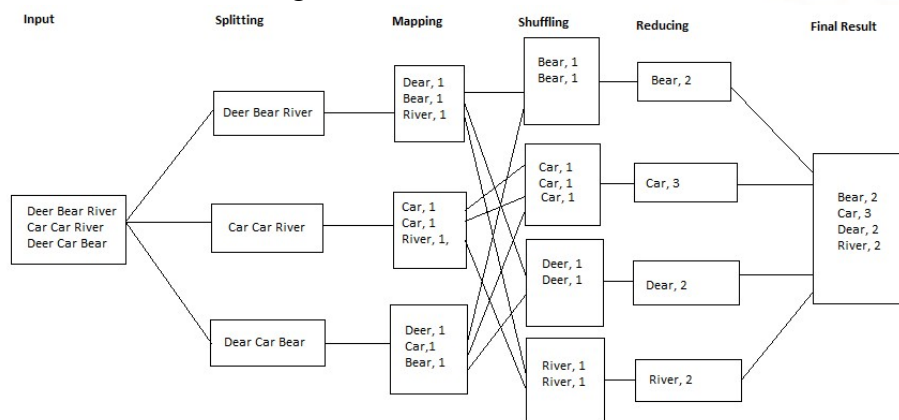 Input
Splitting
Mapping
Shuffling
Reducing
Final Result
Deer Bear River
Car Car River
Deer Car Bear
Deer Bear River
Car Car River
Dear Car Bear
Dear, 1
Bear, 1
River, 1
Car, 1
Car, 1
River, 1,
Deer, 1
Car,1
Bear, 1
Bear, 1
Bear, 1
Car, 1
Car, 1
Car, 1
Deer, 1
Deer, 1
River, 1
River, 1
Bear, 2
Car, 3
Dear, 2
River, 2
Bear, 2
Car, 3
Dear, 2
River, 2